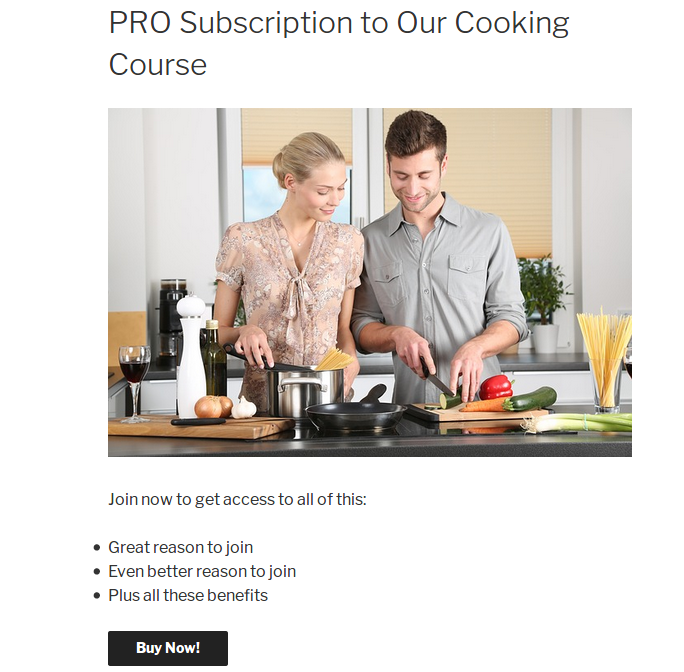 PRO Subscription to Our Cooking
Course
Join now to get access to all of this:
Great reason to join
Even better reason to join
Plus all these benefits
Buy Now!